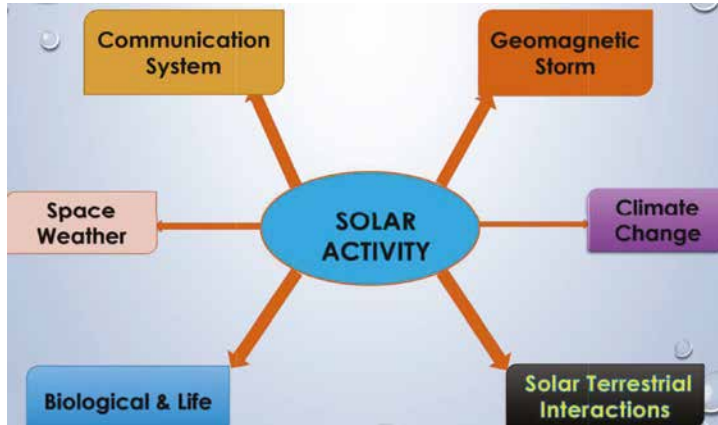 Communication
System
Geomagnetic
Storm
Space
Weather
SOLAR
ACTIVITY
Climate
Change
Biological & Life
Solar Terrestrial
Interactions